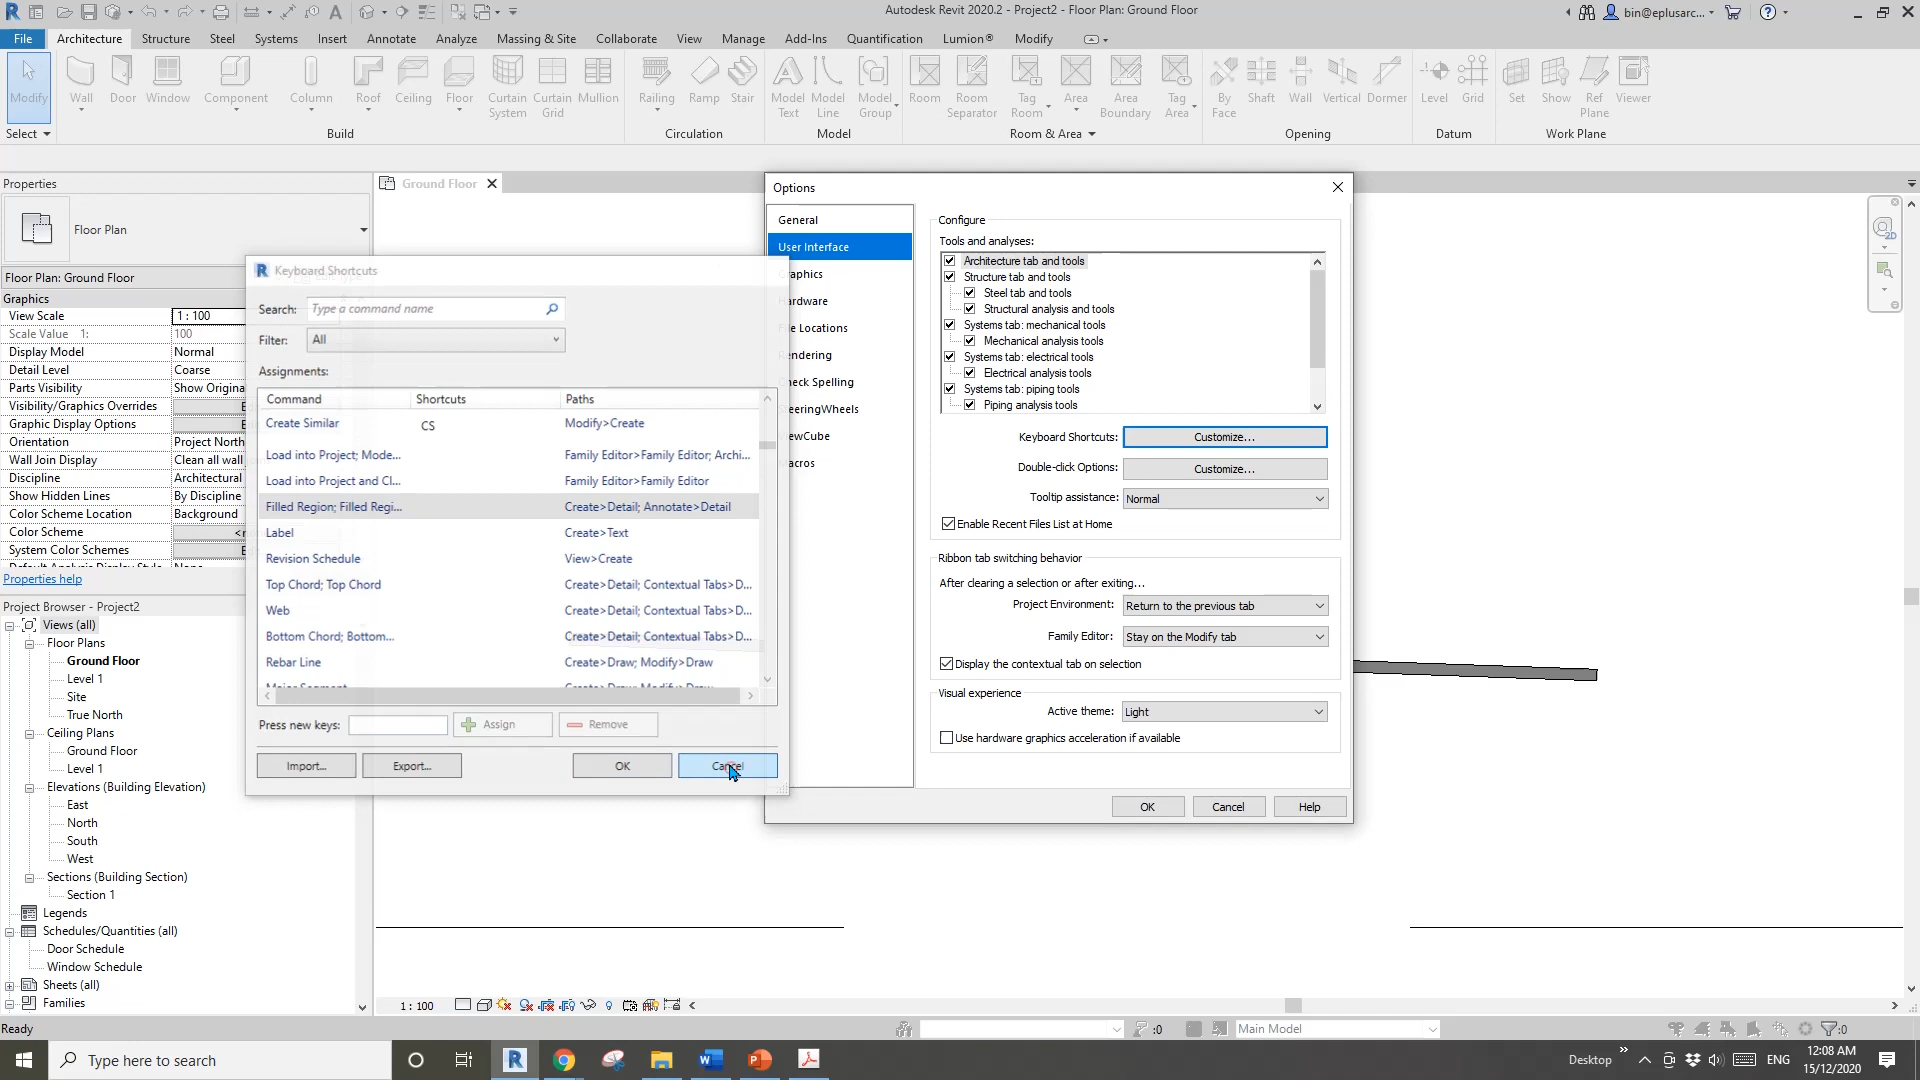 Autodesk Revit 2020.2 - Project2 - Floor Plan: Ground Floor
bin@eplusarc...
File Architecture Structure Steel Systems Insert Annotate Analyze Massing & Site Collaborate View Manage Add-Ins Quantification Lumion® Modify
Modify Wall Door Window Component Column Roof Ceiling Floor Curtain System Curtain Grid Mullion Railing Ramp Stair Model Text Model Line Model Group Room Room Separator Tag Room Area Area Boundary Tag Area By Face Shaft Wall Vertical Dormer Level Grid Set Show Ref Plane Viewer
Select Build Circulation Model Room & Area Opening Datum Work Plane
Properties
Floor Plan
Floor Plan: Ground Floor
Graphics
View Scale 1 : 100
Scale Value 1: 100
Display Model Normal
Detail Level Coarse
Parts Visibility Show Origina
Visibility/Graphics Overrides
Graphic Display Options
Orientation Project North
Wall Join Display Clean all wall
Discipline Architectural
Show Hidden Lines By Discipline
Color Scheme Location Background
Color Scheme
System Color Schemes
Properties help
Project Browser - Project2
Views (all)
Floor Plans
Ground Floor
Level 1
Site
True North
Ceiling Plans
Ground Floor
Level 1
Elevations (Building Elevation)
East
North
South
West
Sections (Building Section)
Section 1
Legends
Schedules/Quantities (all)
Door Schedule
Window Schedule
Sheets (all)
Families
Ground Floor
Keyboard Shortcuts
Search: Type a command name
Filter: All
Assignments:
Command Shortcuts Paths
Create Similar CS Modify>Create
Load into Project; Mode... Family Editor>Family Editor; Archi...
Load into Project and Cl... Family Editor>Family Editor
Filled Region; Filled Regi... Create>Detail; Annotate>Detail
Label Create>Text
Revision Schedule View>Create
Top Chord; Top Chord Create>Detail; Contextual Tabs>D...
Web Create>Detail; Contextual Tabs>D...
Bottom Chord; Bottom... Create>Detail; Contextual Tabs>D...
Rebar Line Create>Draw; Modify>Draw
Press new keys: Assign Remove
Import... Export... OK Cancel
Options
General
User Interface
aphics
ardware
le Locations
endering
heck Spelling
eeringWheels
ewCube
acros
Configure
Tools and analyses:
Architecture tab and tools
Structure tab and tools
Steel tab and tools
Structural analysis and tools
Systems tab: mechanical tools
Mechanical analysis tools
Systems tab: electrical tools
Electrical analysis tools
Systems tab: piping tools
Piping analysis tools
Keyboard Shortcuts: Customize...
Double-click Options: Customize...
Tooltip assistance: Normal
Enable Recent Files List at Home
Ribbon tab switching behavior
After clearing a selection or after exiting...
Project Environment: Return to the previous tab
Family Editor: Stay on the Modify tab
Display the contextual tab on selection
Visual experience
Active theme: Light
Use hardware graphics acceleration if available
OK Cancel Help
2D
1 : 100
Ready
:0
Main Model
:0
Type here to search
Desktop
ENG
12:08 AM
15/12/2020